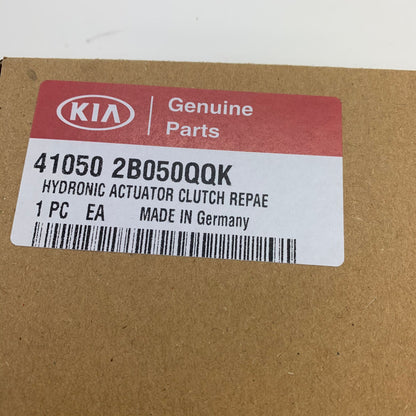 KIA
Genuine
Parts
41050 2B050QQK
HYDRONIC ACTUATOR CLUTCH REPAE
1 PC EA MADE IN Germany